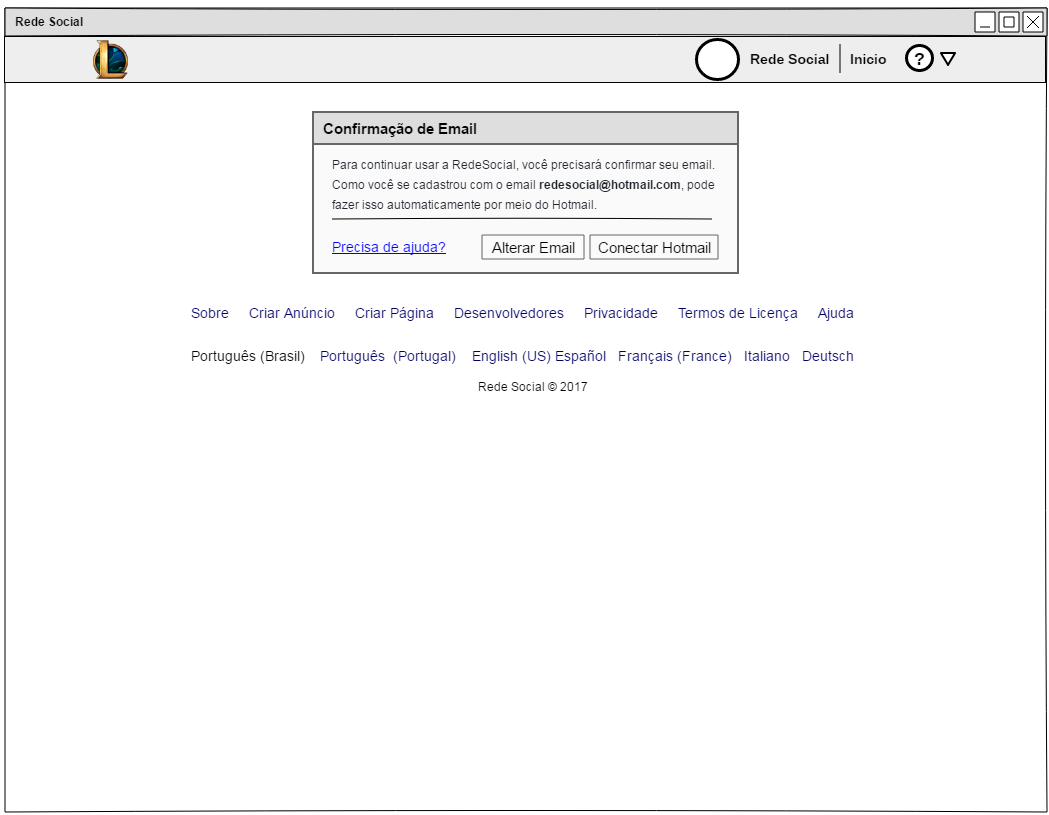 Rede Social
Rede Social Inicio ?
Confirmação de Email
Para continuar usar a RedeSocial, você precisará confirmar seu email.
Como você se cadastrou com o email redesocial@hotmail.com, pode
fazer isso automaticamente por meio do Hotmail.
Precisa de ajuda? Alterar Email Conectar Hotmail
Sobre Criar Anúncio Criar Página Desenvolvedores Privacidade Termos de Licença Ajuda
Português (Brasil) Português (Portugal) English (US) Español Français (France) Italiano Deutsch
Rede Social © 2017